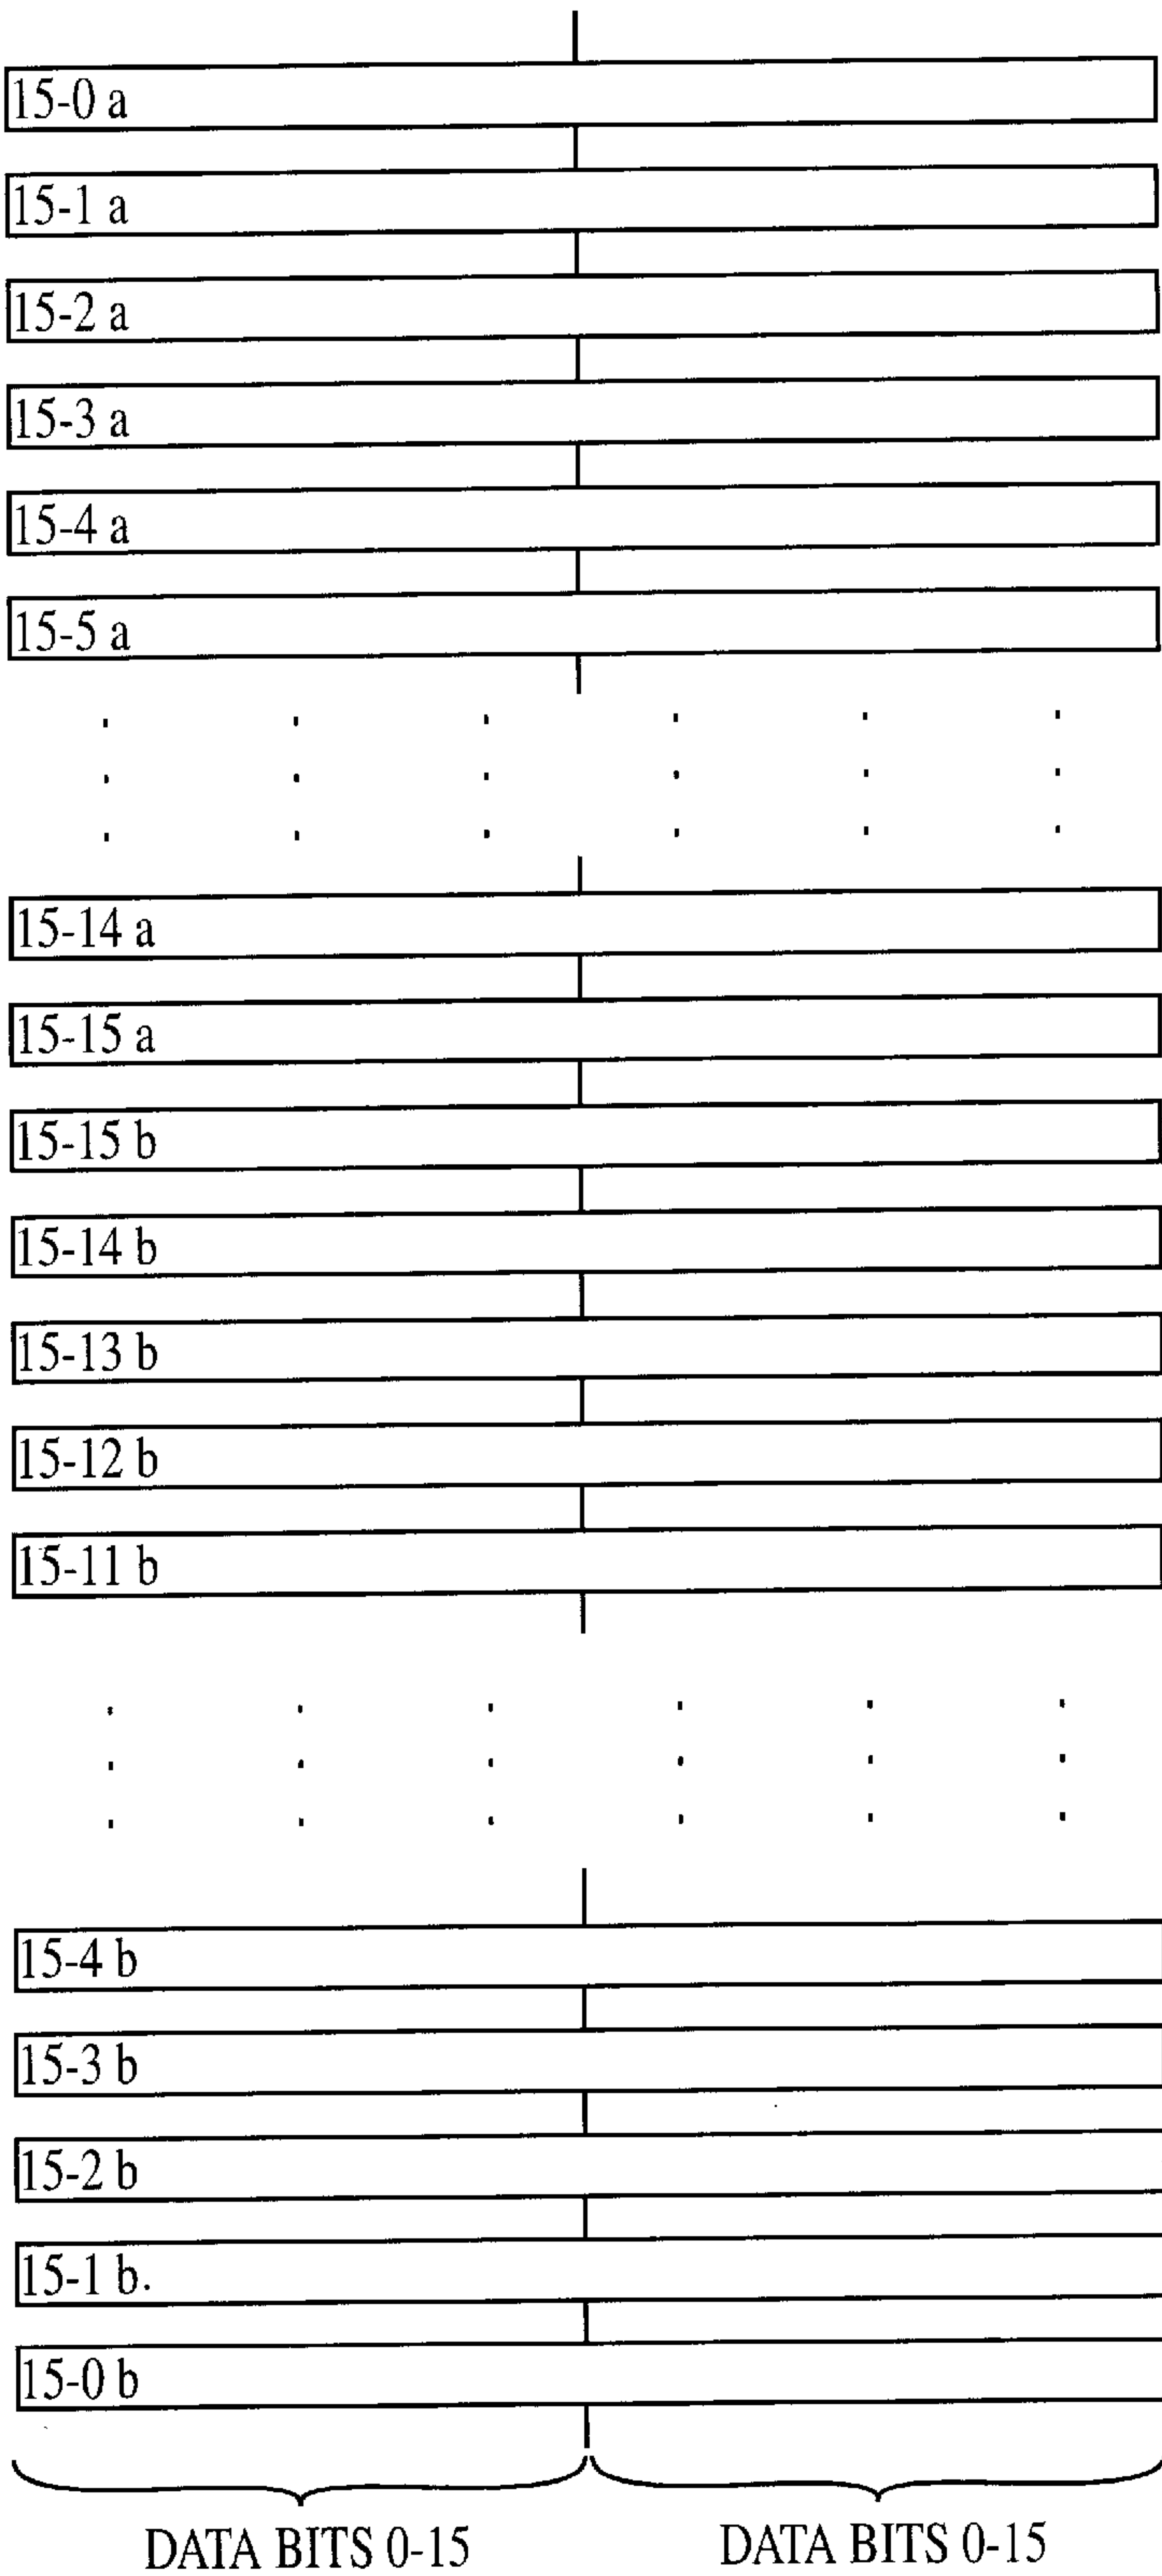 15-0 a
15-1 a
15-2 a
15-3 a
15-4 a
15-5 a
15-14 a
15-15 a
15-15 b
15-14 b
15-13 b
15-12 b
15-11 b
15-4 b
15-3 b
15-2 b
15-1 b.
15-0 b
DATA BITS 0-15 DATA BITS 0-15